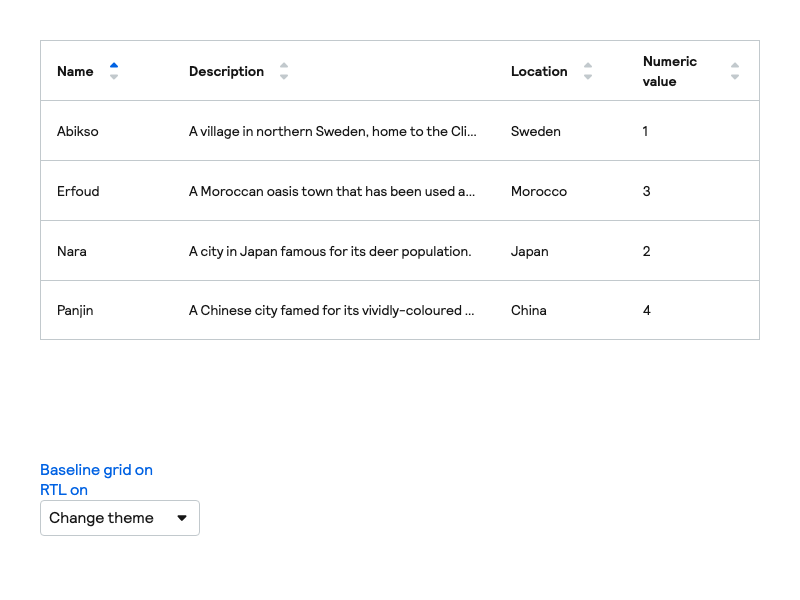 Name Description Location Numeric value
Abikso A village in northern Sweden, home to the Cli... Sweden 1
Erfoud A Moroccan oasis town that has been used a... Morocco 3
Nara A city in Japan famous for its deer population. Japan 2
Panjin A Chinese city famed for its vividly-coloured ... China 4
Baseline grid on
RTL on
Change theme